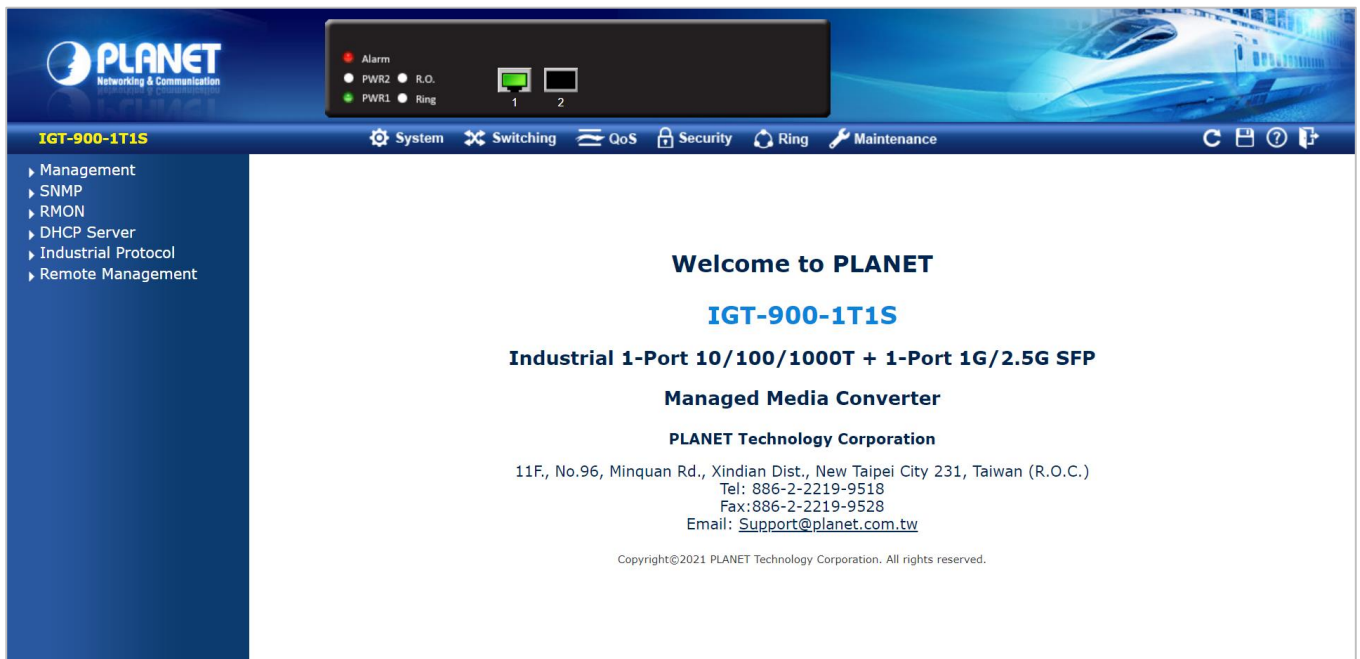 PLANET
Networking & Communication
Alarm
PWR2 R.O.
PWR1 Ring
1 2
IGT-900-1T1S
System Switching QoS Security Ring Maintenance
Management
SNMP
RMON
DHCP Server
Industrial Protocol
Remote Management
Welcome to PLANET
IGT-900-1T1S
Industrial 1-Port 10/100/1000T + 1-Port 1G/2.5G SFP
Managed Media Converter
PLANET Technology Corporation
11F., No.96, Minquan Rd., Xindian Dist., New Taipei City 231, Taiwan (R.O.C.)
Tel: 886-2-2219-9518
Fax:886-2-2219-9528
Email: Support@planet.com.tw
Copyright©2021 PLANET Technology Corporation. All rights reserved.